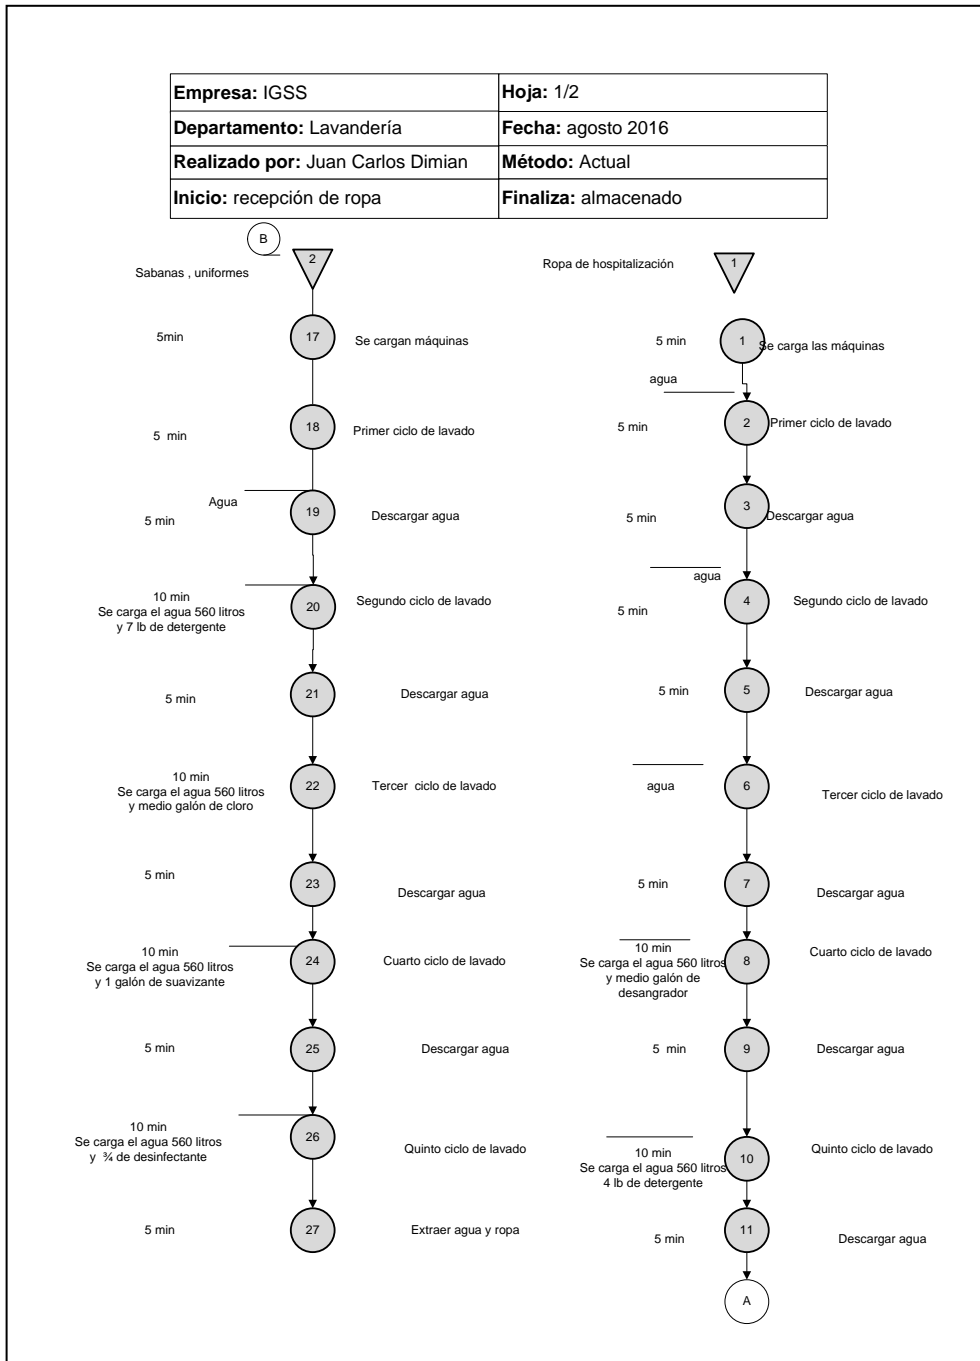 Empresa: IGSS
Hoja: 1/2
Departamento: Lavandería
Fecha: agosto 2016
Realizado por: Juan Carlos Dimian
Método: Actual
Inicio: recepción de ropa
Finaliza: almacenado
B
2
Sabanas , uniformes
5min
17
Se cargan máquinas
5 min
18
Primer ciclo de lavado
Agua
5 min
19
Descargar agua
10 min
Se carga el agua 560 litros
y 7 lb de detergente
20
Segundo ciclo de lavado
5 min
21
Descargar agua
10 min
Se carga el agua 560 litros
y medio galón de cloro
22
Tercer ciclo de lavado
5 min
23
Descargar agua
10 min
Se carga el agua 560 litros
y 1 galón de suavizante
24
Cuarto ciclo de lavado
5 min
25
Descargar agua
10 min
Se carga el agua 560 litros
y ¾ de desinfectante
26
Quinto ciclo de lavado
5 min
27
Extraer agua y ropa
Ropa de hospitalización
1
5 min
1
Se carga las máquinas
agua
5 min
2
Primer ciclo de lavado
5 min
3
Descargar agua
agua
5 min
4
Segundo ciclo de lavado
5 min
5
Descargar agua
agua
6
Tercer ciclo de lavado
5 min
7
Descargar agua
10 min
Se carga el agua 560 litros
y medio galón de
desangrador
8
Cuarto ciclo de lavado
5 min
9
Descargar agua
10 min
Se carga el agua 560 litros
4 lb de detergente
10
Quinto ciclo de lavado
5 min
11
Descargar agua
A